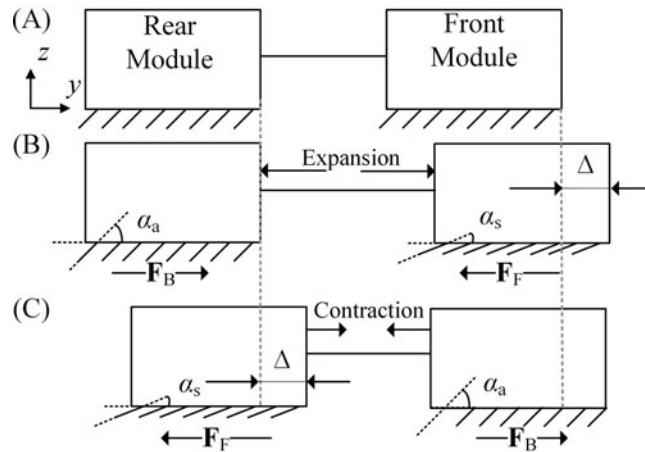 (A)
Rear
Module
Front
Module
z
y
(B)
Expansion
Δ
αa
αs
FB
FF
(C)
Contraction
Δ
αs
αa
FF
FB